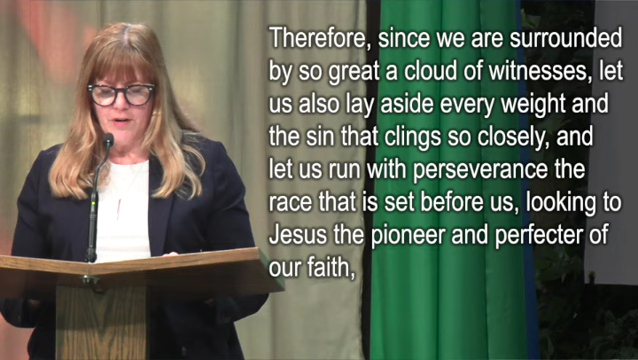 Therefore, since we are surrounded
by so great a cloud of witnesses, let
us also lay aside every weight and
the sin that clings so closely, and
let us run with perseverance the
race that is set before us, looking to
Jesus the pioneer and perfecter of
our faith,